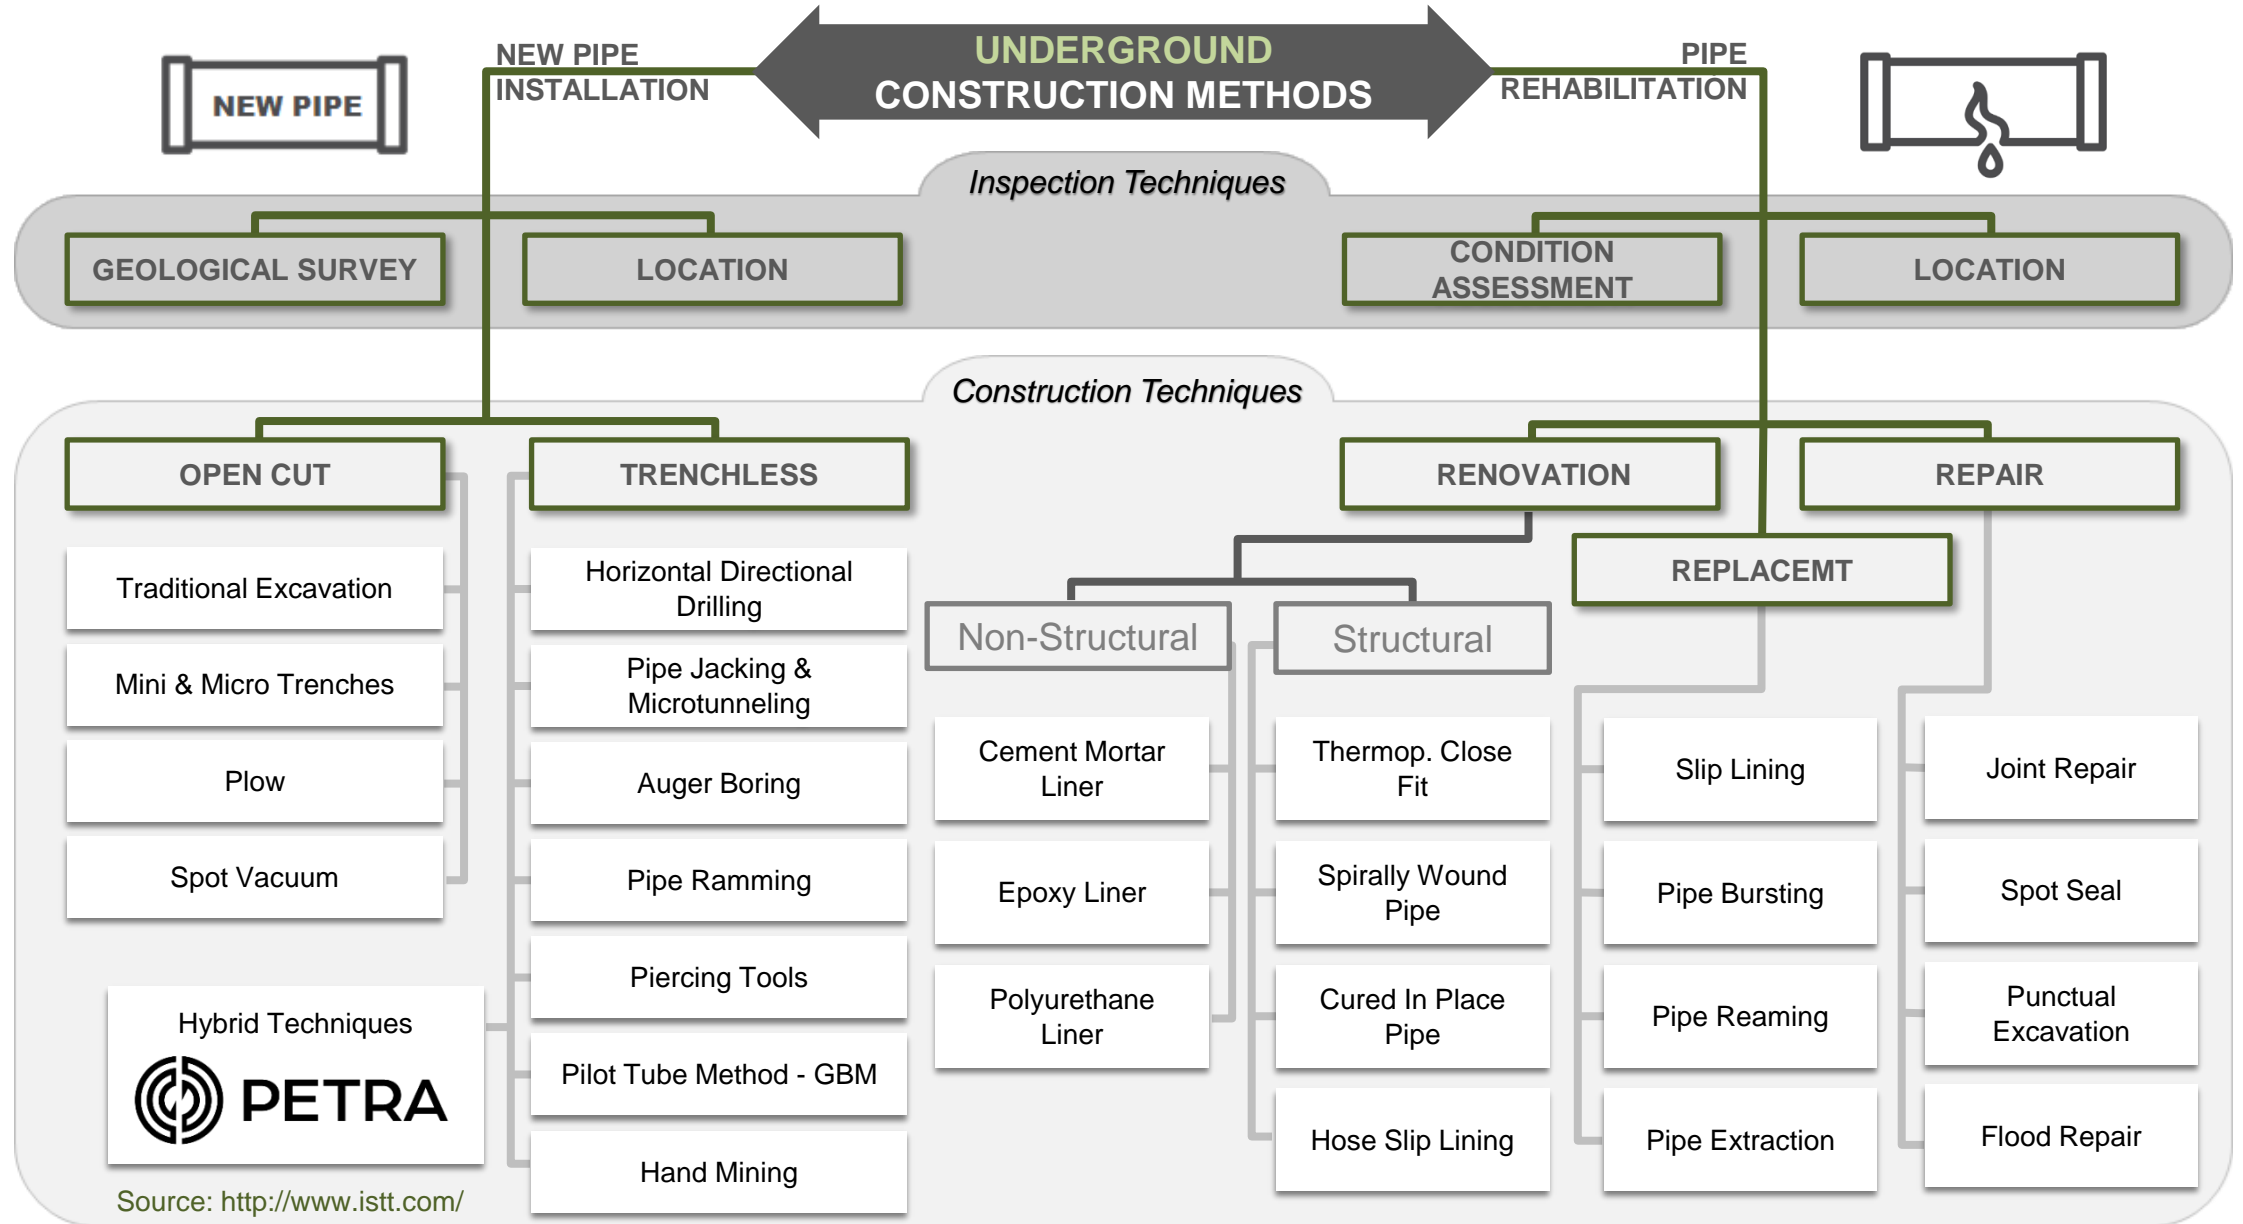 UNDERGROUND
CONSTRUCTION METHODS
NEW PIPE
INSTALLATION
PIPE
REHABILITATION
NEW PIPE
Inspection Techniques
GEOLOGICAL SURVEY
LOCATION
CONDITION
ASSESSMENT
LOCATION
Construction Techniques
OPEN CUT
Traditional Excavation
Mini & Micro Trenches
Plow
Spot Vacuum
TRENCHLESS
Horizontal Directional
Drilling
Pipe Jacking &
Microtunneling
Auger Boring
Pipe Ramming
Piercing Tools
Pilot Tube Method - GBM
Hand Mining
Hybrid Techniques
PETRA
RENOVATION
Non-Structural
Cement Mortar
Liner
Epoxy Liner
Polyurethane
Liner
Structural
Thermop. Close
Fit
Spirally Wound
Pipe
Cured In Place
Pipe
Hose Slip Lining
REPLACEMT
Slip Lining
Pipe Bursting
Pipe Reaming
Pipe Extraction
REPAIR
Joint Repair
Spot Seal
Punctual
Excavation
Flood Repair
Source: http://www.istt.com/